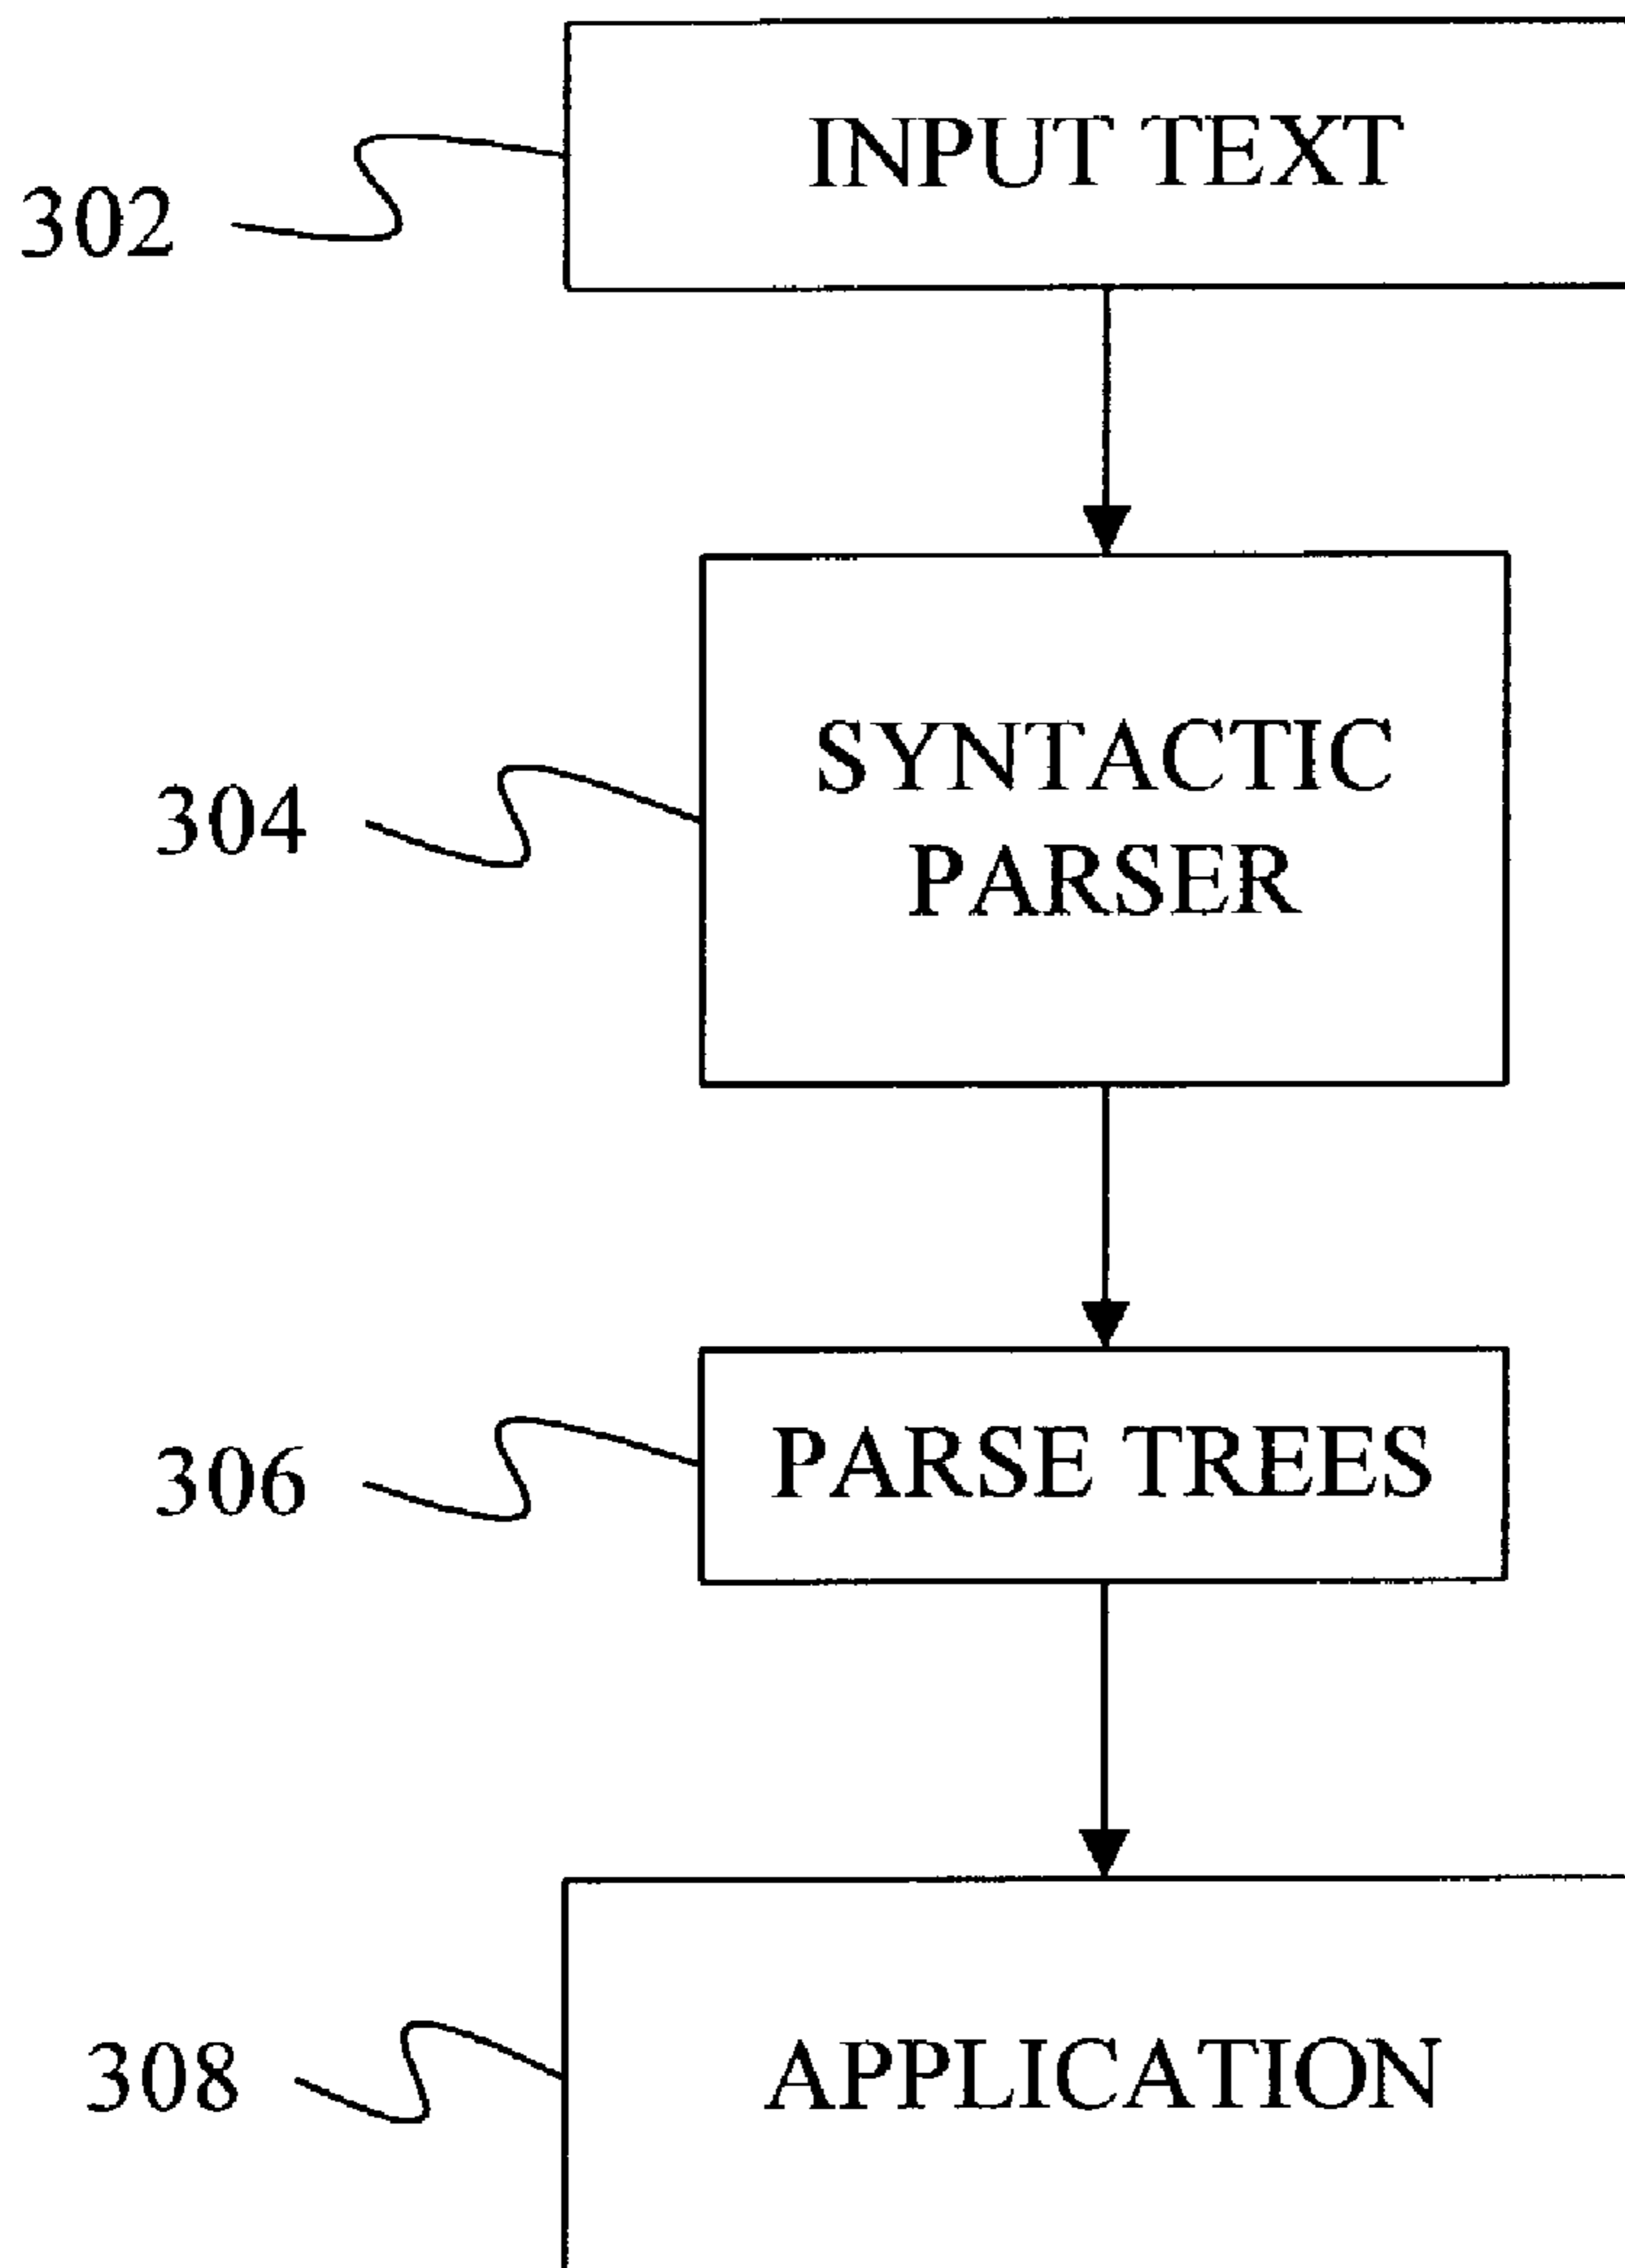 INPUT TEXT
302
SYNTACTIC
304
PARSER
PARSE TREES
306
APPLICATION
308